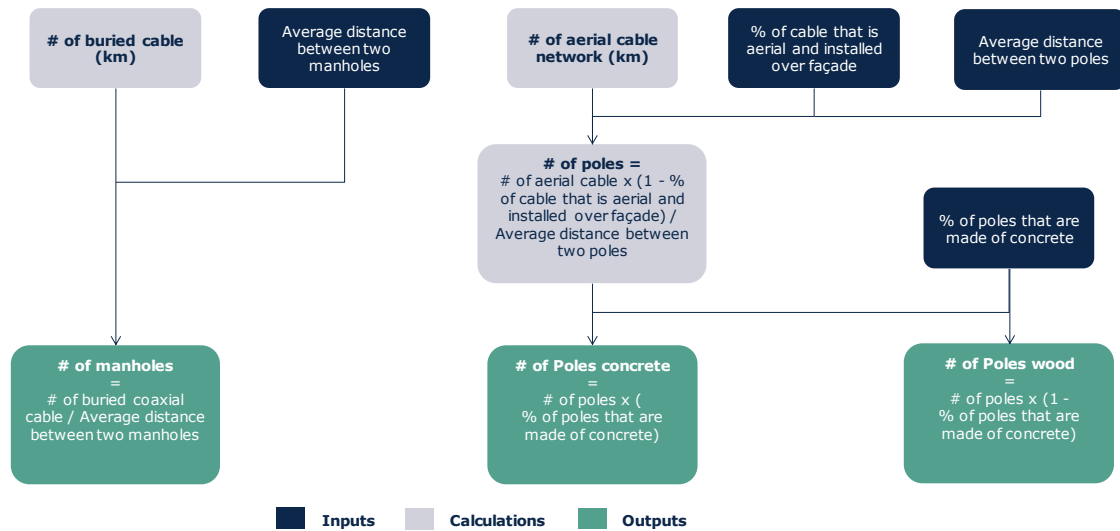 # of buried cable
(km)
Average distance
between two
manholes
# of aerial cable
network (km)
% of cable that is
aerial and installed
over façade
Average distance
between two poles
# of poles =
# of aerial cable x (1 - %
of cable that is aerial and
installed over façade) /
Average distance between
two poles
% of poles that are
made of concrete
# of manholes
=
# of buried coaxial
cable / Average distance
between two manholes
# of Poles concrete
=
# of poles x (
% of poles that are
made of concrete)
# of Poles wood
=
# of poles x (1 -
% of poles that are
made of concrete)
Inputs
Calculations
Outputs